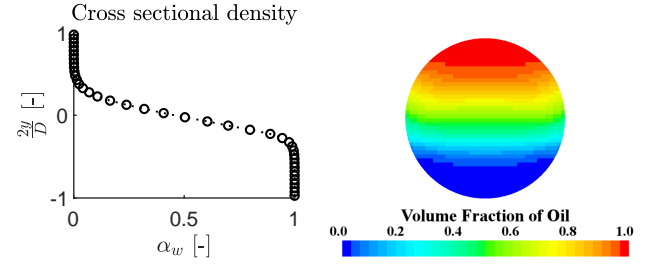 Cross sectional density
1
0
-1
2y/D [-]
0
0.5
1
α_w [-]
Volume Fraction of Oil
0.0 0.2 0.4 0.6 0.8 1.0